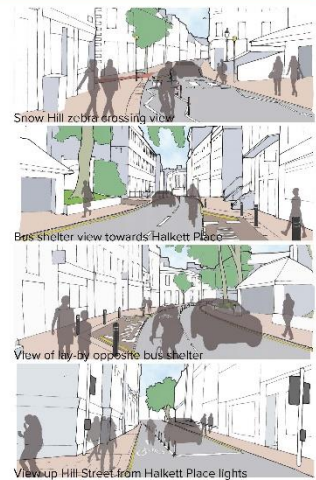 Snow Hill zebra crossing view
Bus shelter view towards Halkett Place
View of lay-by opposite bus shelter
View up Hill Street from Halkett Place lights